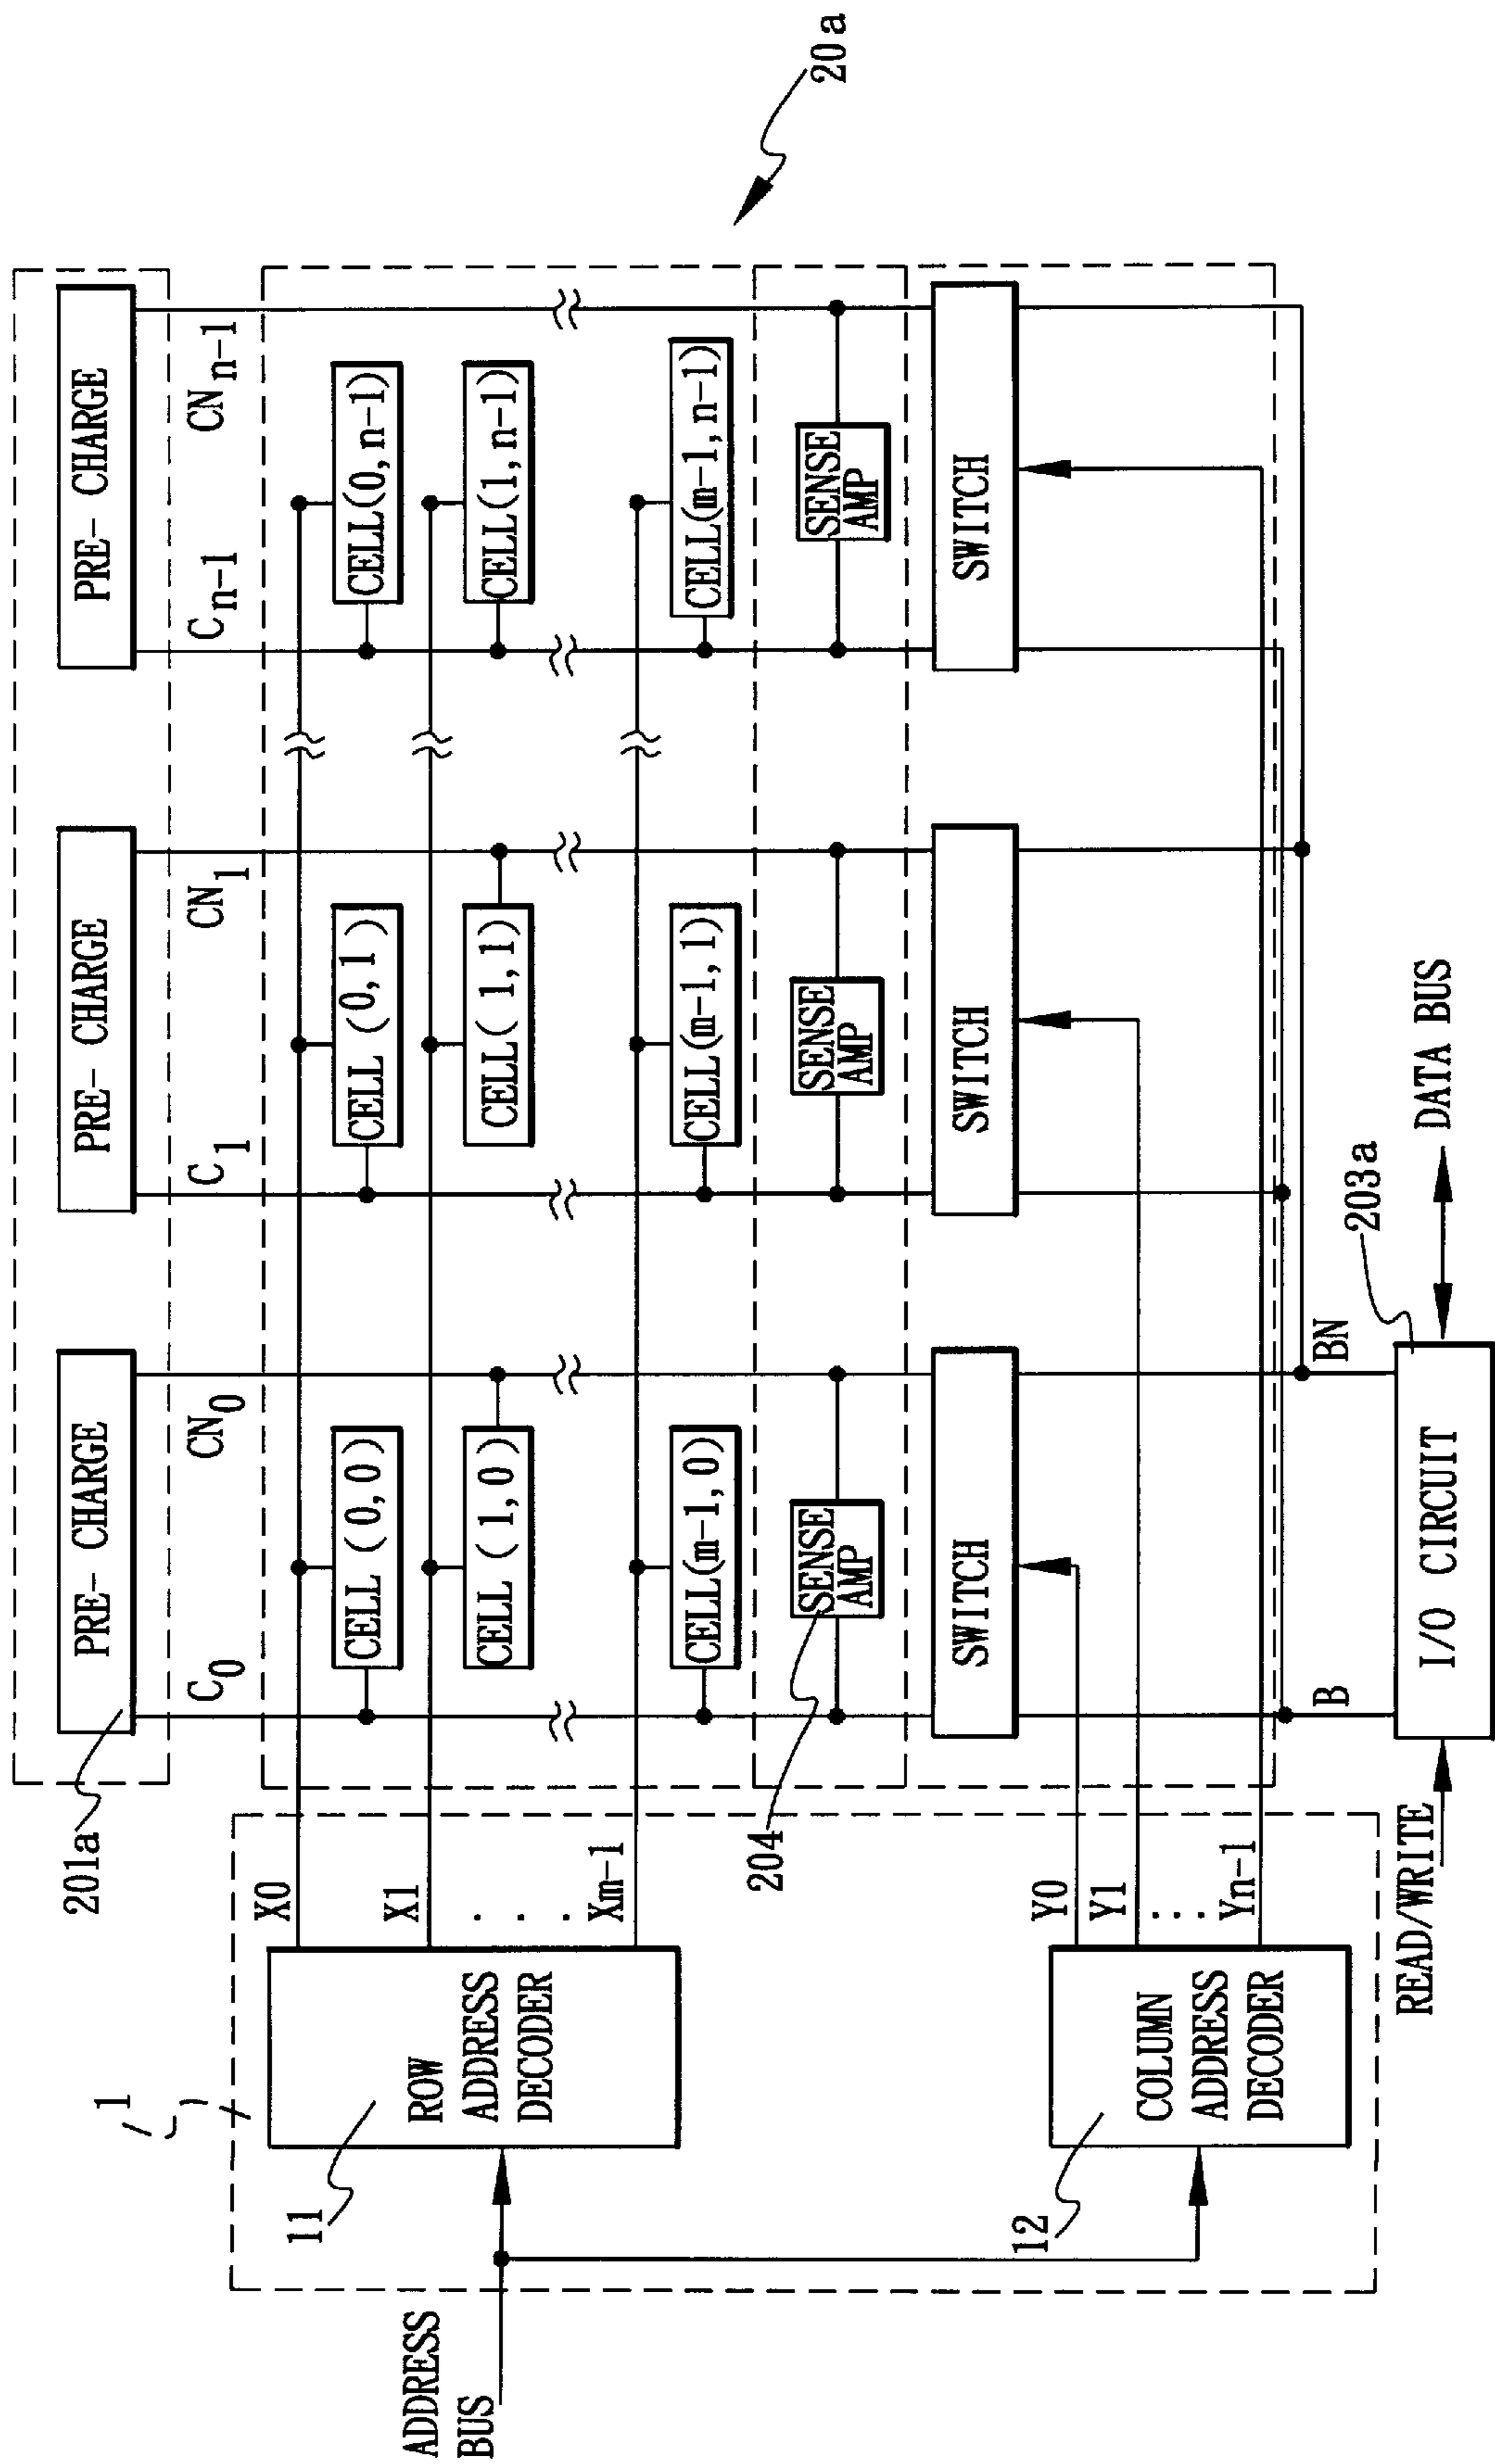 20a
PRE- CHARGE
PRE- CHARGE
PRE- CHARGE
201a
C0
CN0
C1
CN1
Cn-1
CNn-1
1
X0
CELL (0,0)
CELL (0,1)
CELL(0,n-1)
11
ROW
ADDRESS
DECODER
X1
CELL (1,0)
CELL( 1,1)
CELL(1,n-1)
. . .
Xm-1
CELL(m-1,0)
CELL(m-1,1)
CELL(m-1,n-1)
ADDRESS
BUS
204
SENSE
AMP
SENSE
AMP
SENSE
AMP
SWITCH
SWITCH
SWITCH
12
COLUMN
ADDRESS
DECODER
Y0
Y1
...
Yn-1
B
BN
203a
READ/WRITE
I/O CIRCUIT
DATA BUS